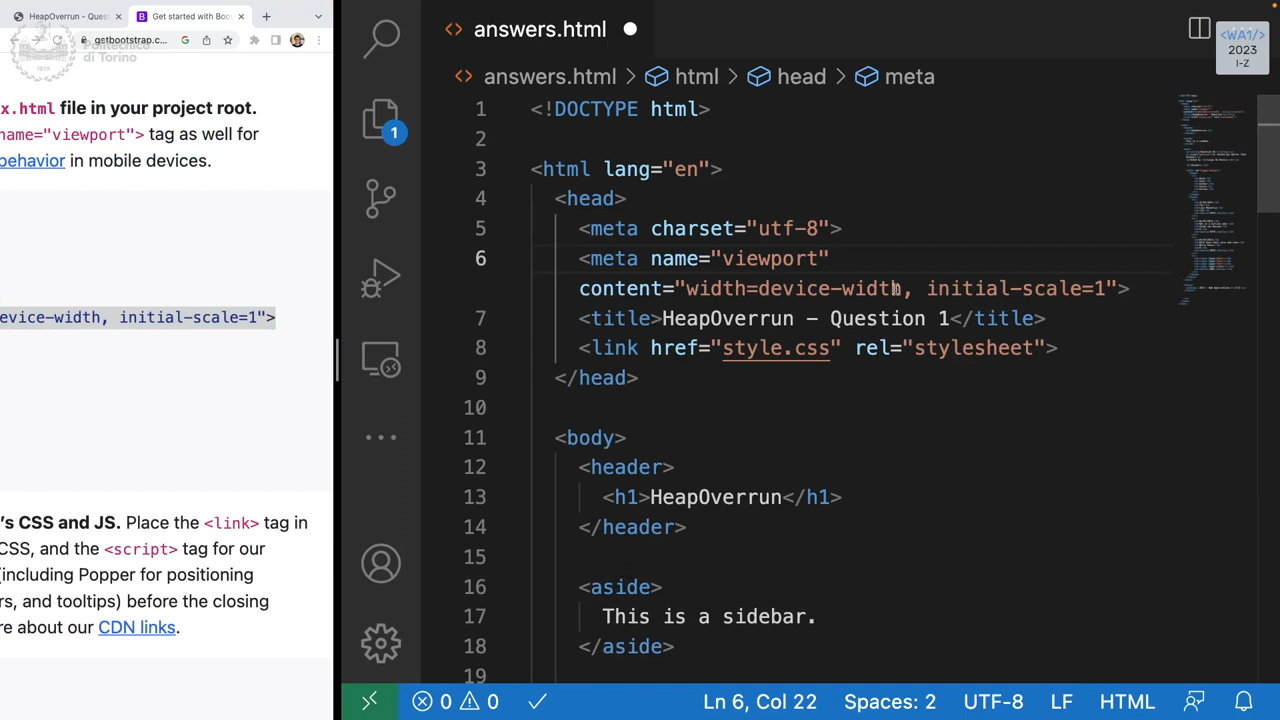 HeapOverrun - Ques
Get started with Boo
getbootstrap.c...
Politecnico
di Torino
x.html file in your project root.
name="viewport"> tag as well for
behavior in mobile devices.
device-width, initial-scale=1">
's CSS and JS. Place the <link> tag in
CSS, and the <script> tag for our
(including Popper for positioning
rs, and tooltips) before the closing
re about our CDN links.
1
answers.html
<WA1/>
2023
I-Z
answers.html > html > head > meta
1 <!DOCTYPE html>
2
3 <html lang="en">
4 <head>
5 <meta charset="utf-8">
6 <meta name="viewport"
content="width=device-width, initial-scale=1">
7 <title>HeapOverrun - Question 1</title>
8 <link href="style.css" rel="stylesheet">
9 </head>
10
11 <body>
12 <header>
13 <h1>HeapOverrun</h1>
14 </header>
15
16 <aside>
17 This is a sidebar.
18 </aside>
19
0 0 Ln 6, Col 22 Spaces: 2 UTF-8 LF HTML